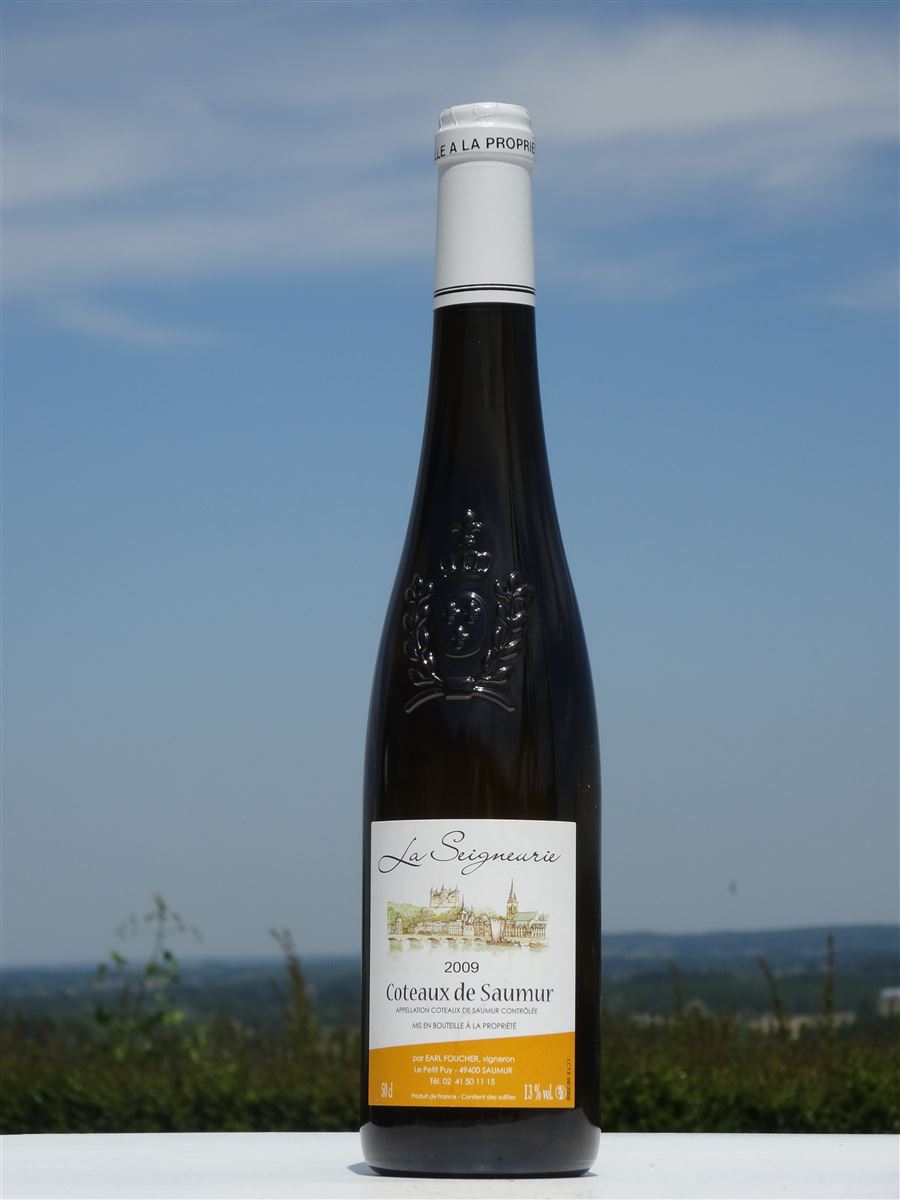 LLE A LA PROPRIÉ
La Seigneurie
2009
Coteaux de Saumur
APPELLATION COTEAUX DE SAUMUR CONTRÔLÉE
MIS EN BOUTEILLE À LA PROPRIÉTÉ
par EARL FOUCHER, vigneron
Le Petit Puy - 49400 SAUMUR
Tél. 02 41 50 11 15
50 cl
13 % vol.
Produit de France - Contient des sulfites